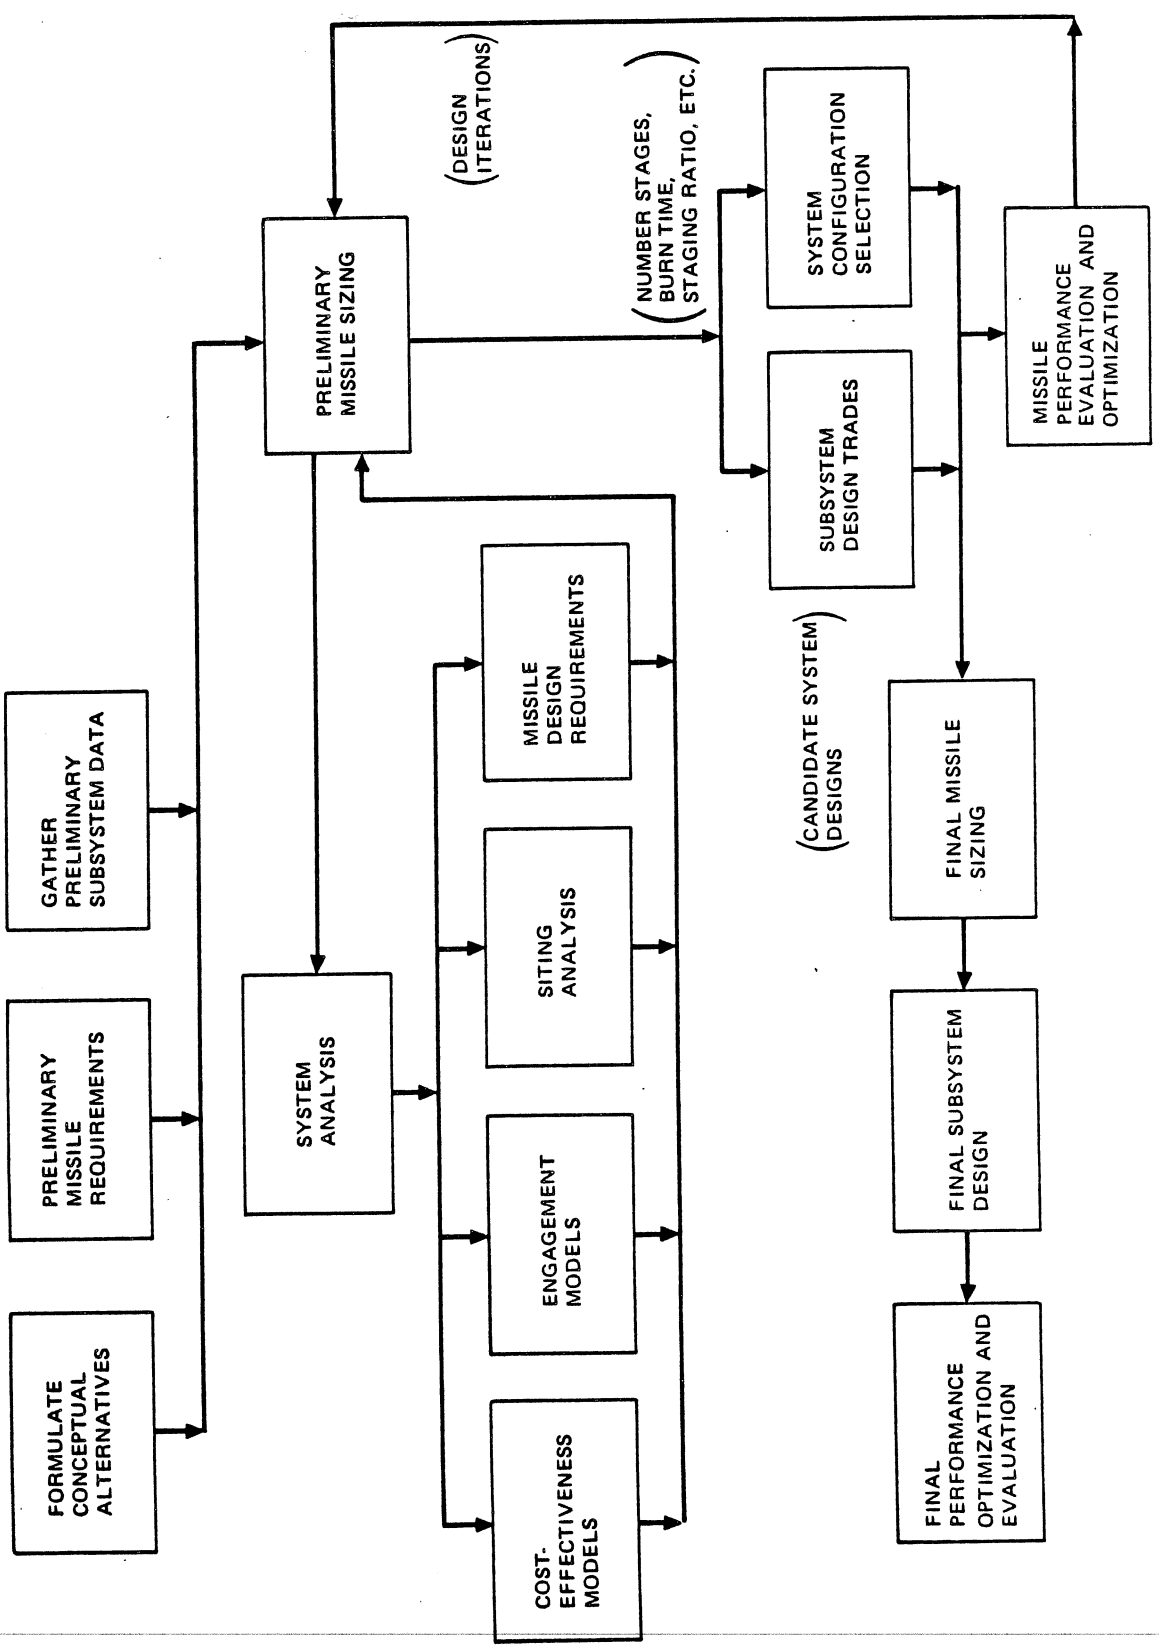 FORMULATE
CONCEPTUAL
ALTERNATIVES
PRELIMINARY
MISSILE
REQUIREMENTS
GATHER
PRELIMINARY
SUBSYSTEM DATA
SYSTEM
ANALYSIS
PRELIMINARY
MISSILE SIZING
(DESIGN
ITERATIONS)
COST-
EFFECTIVENESS
MODELS
ENGAGEMENT
MODELS
SITING
ANALYSIS
MISSILE
DESIGN
REQUIREMENTS
(NUMBER STAGES,
BURN TIME,
STAGING RATIO, ETC.)
SUBSYSTEM
DESIGN TRADES
SYSTEM
CONFIGURATION
SELECTION
(CANDIDATE SYSTEM
DESIGNS)
FINAL
PERFORMANCE
OPTIMIZATION AND
EVALUATION
FINAL SUBSYSTEM
DESIGN
FINAL MISSILE
SIZING
MISSILE
PERFORMANCE
EVALUATION AND
OPTIMIZATION